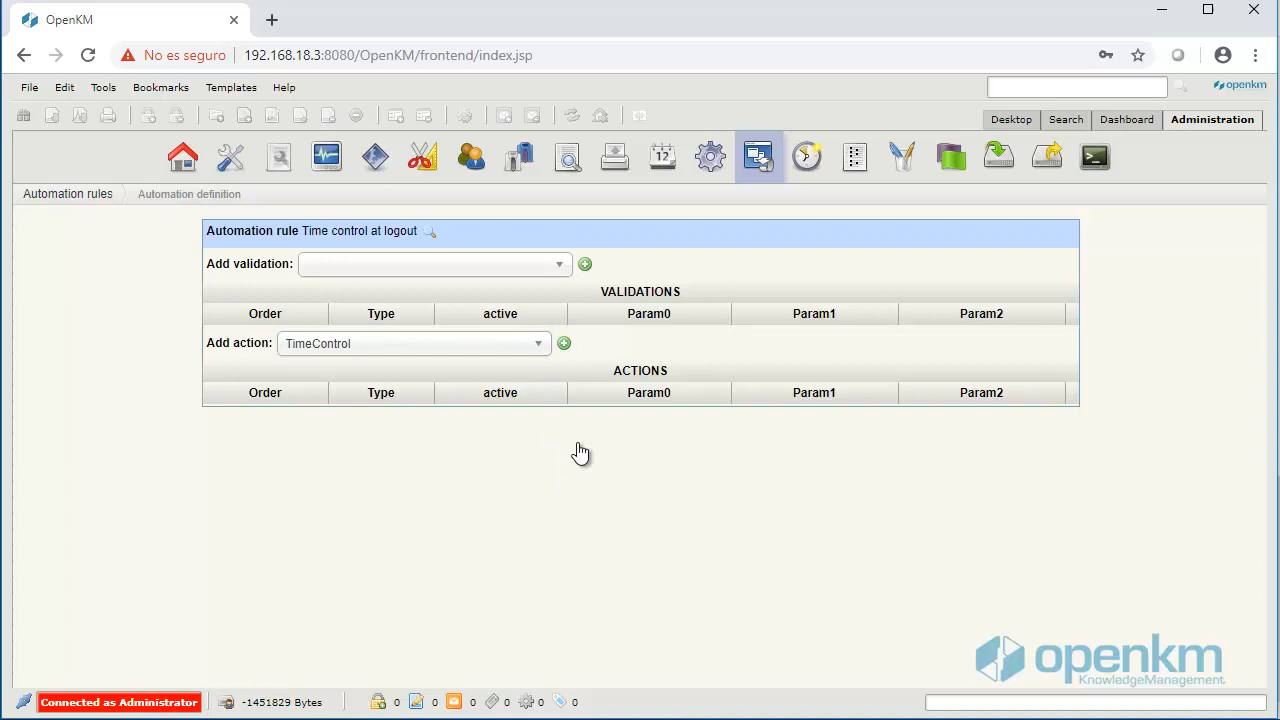 OpenKM
No es seguro 192.168.18.3:8080/OpenKM/frontend/index.jsp
File Edit Tools Bookmarks Templates Help
openkm
Desktop Search Dashboard Administration
12
Automation rules Automation definition
Automation rule Time control at logout
Add validation:
VALIDATIONS
Order Type active Param0 Param1 Param2
Add action: TimeControl
ACTIONS
Order Type active Param0 Param1 Param2
openkm
KnowledgeManagement.
Connected as Administrator -1451829 Bytes 0 0 0 0 0 0